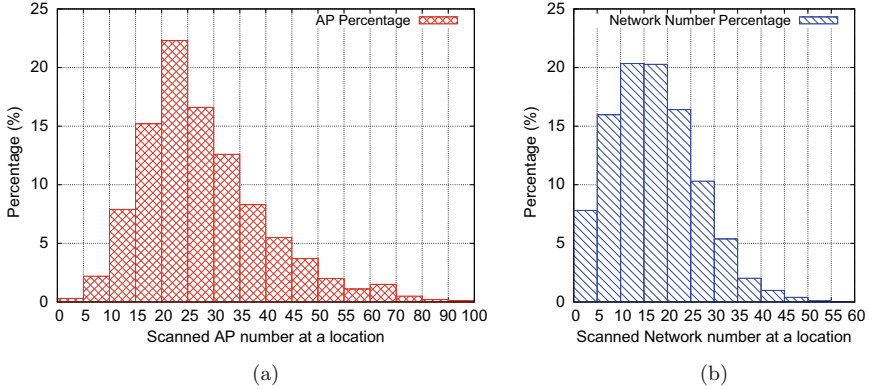 AP Percentage
Percentage (%)
25
20
15
10
5
0
0 5 10 15 20 25 30 35 40 45 50 55 60 70 80 90 100
Scanned AP number at a location
(a)
Network Number Percentage
Percentage (%)
25
20
15
10
5
0
0 5 10 15 20 25 30 35 40 45 50 55 60
Scanned Network number at a location
(b)